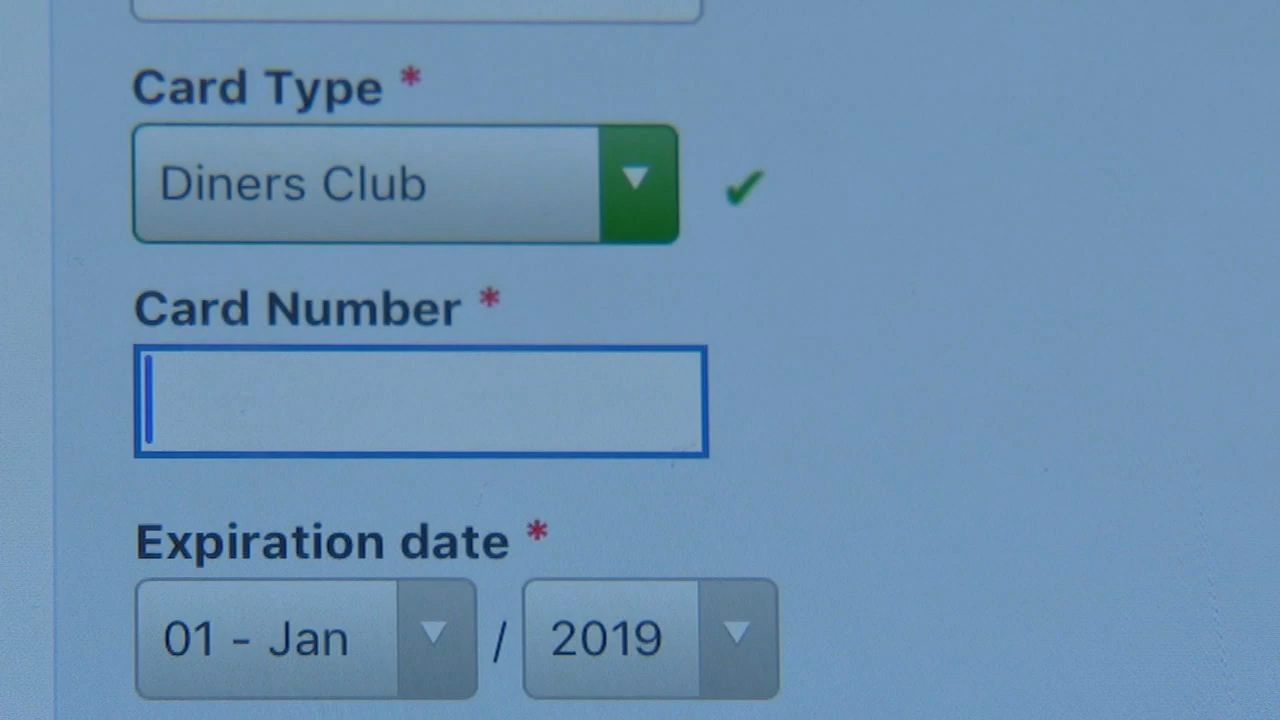 Card Type *
Diners Club
Card Number *
Expiration date *
01 - Jan / 2019